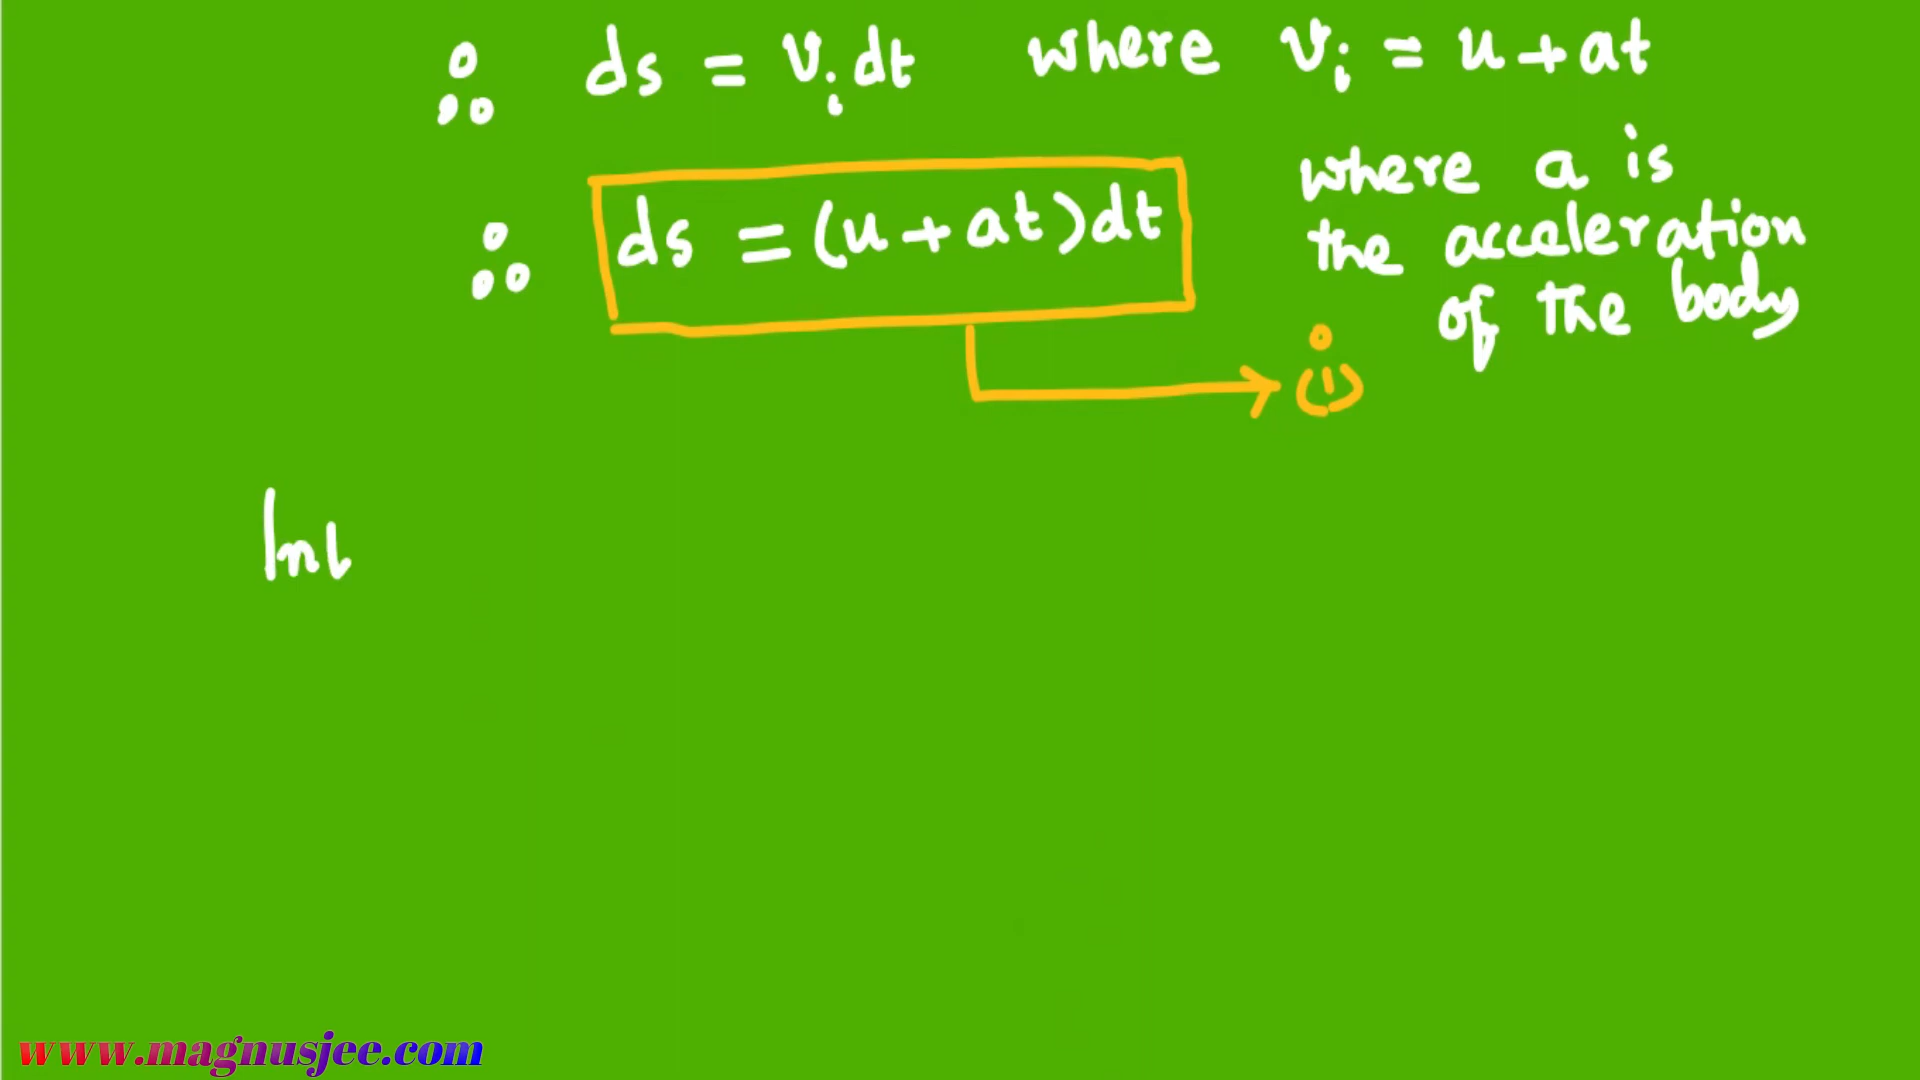 ∴ ds = vᵢ dt where vᵢ = u + at
∴ ds = (u + at)dt where a is
the acceleration
of the body
Int
www.magnusjee.com